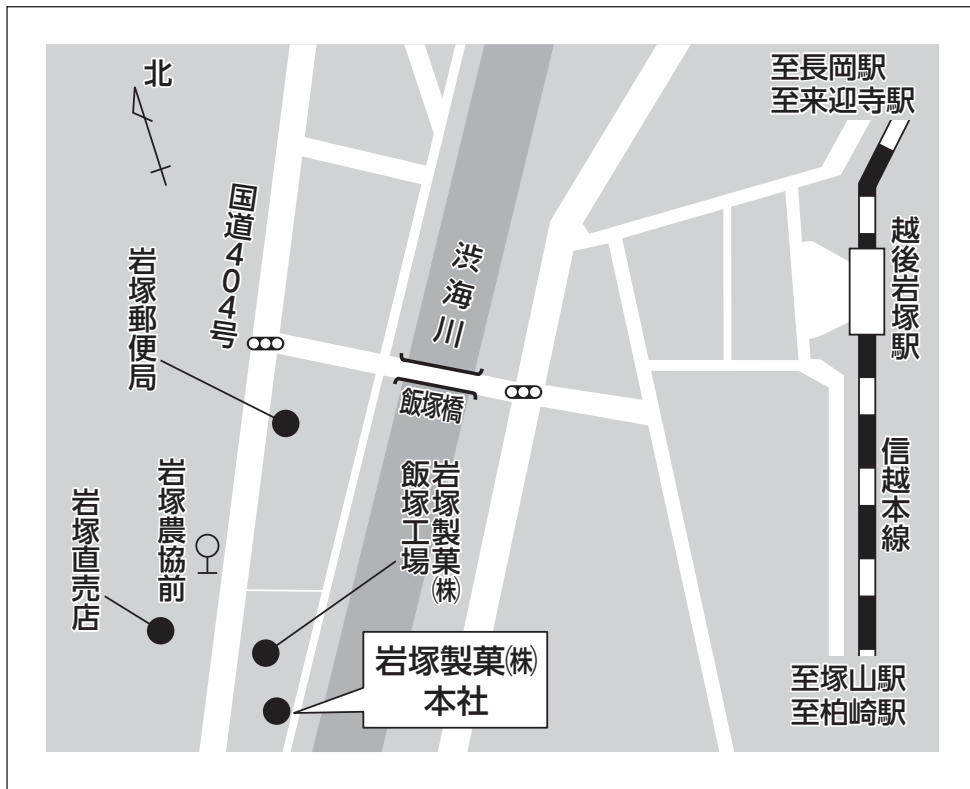 北
至長岡駅
至来迎寺駅
国道404号
渋海川
岩塚郵便局
越後岩塚駅
飯塚橋
信越本線
岩塚製菓㈱
飯塚工場
岩塚農協前
岩塚直売店
岩塚製菓㈱
本社
至塚山駅
至柏崎駅